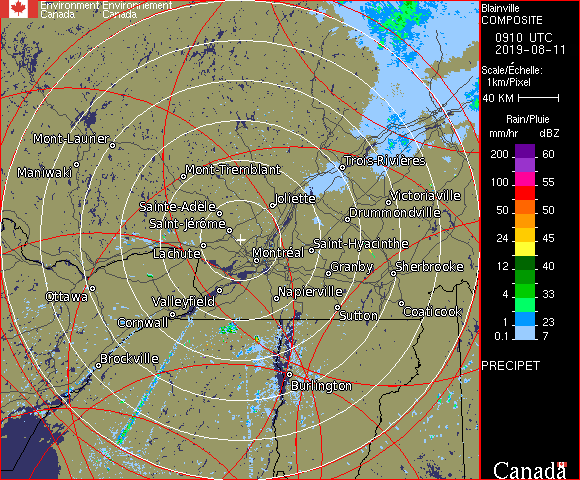 Environment Environnement
Canada Canada
Blainville
COMPOSITE
0910 UTC
2019-08-11
Scale/Échelle:
1km/Pixel
40 KM
Rain/Pluie
mm/hr dBZ
200 60
100 55
50 50
24 45
12 40
4 33
1 23
0.1 7
PRECIPET
Canada
Mont-Laurier
Maniwaki
Mont-Tremblant
Trois-Rivières
Joliette
Victoriaville
Sainte-Adele
Drummondville
Saint-Jérome
Lachute
Montréal
Saint-Hyacinthe
Granby
Sherbrooke
Ottawa
Valleyfield
Napierville
Cornwall
Sutton
Coaticook
Brockville
Burlington